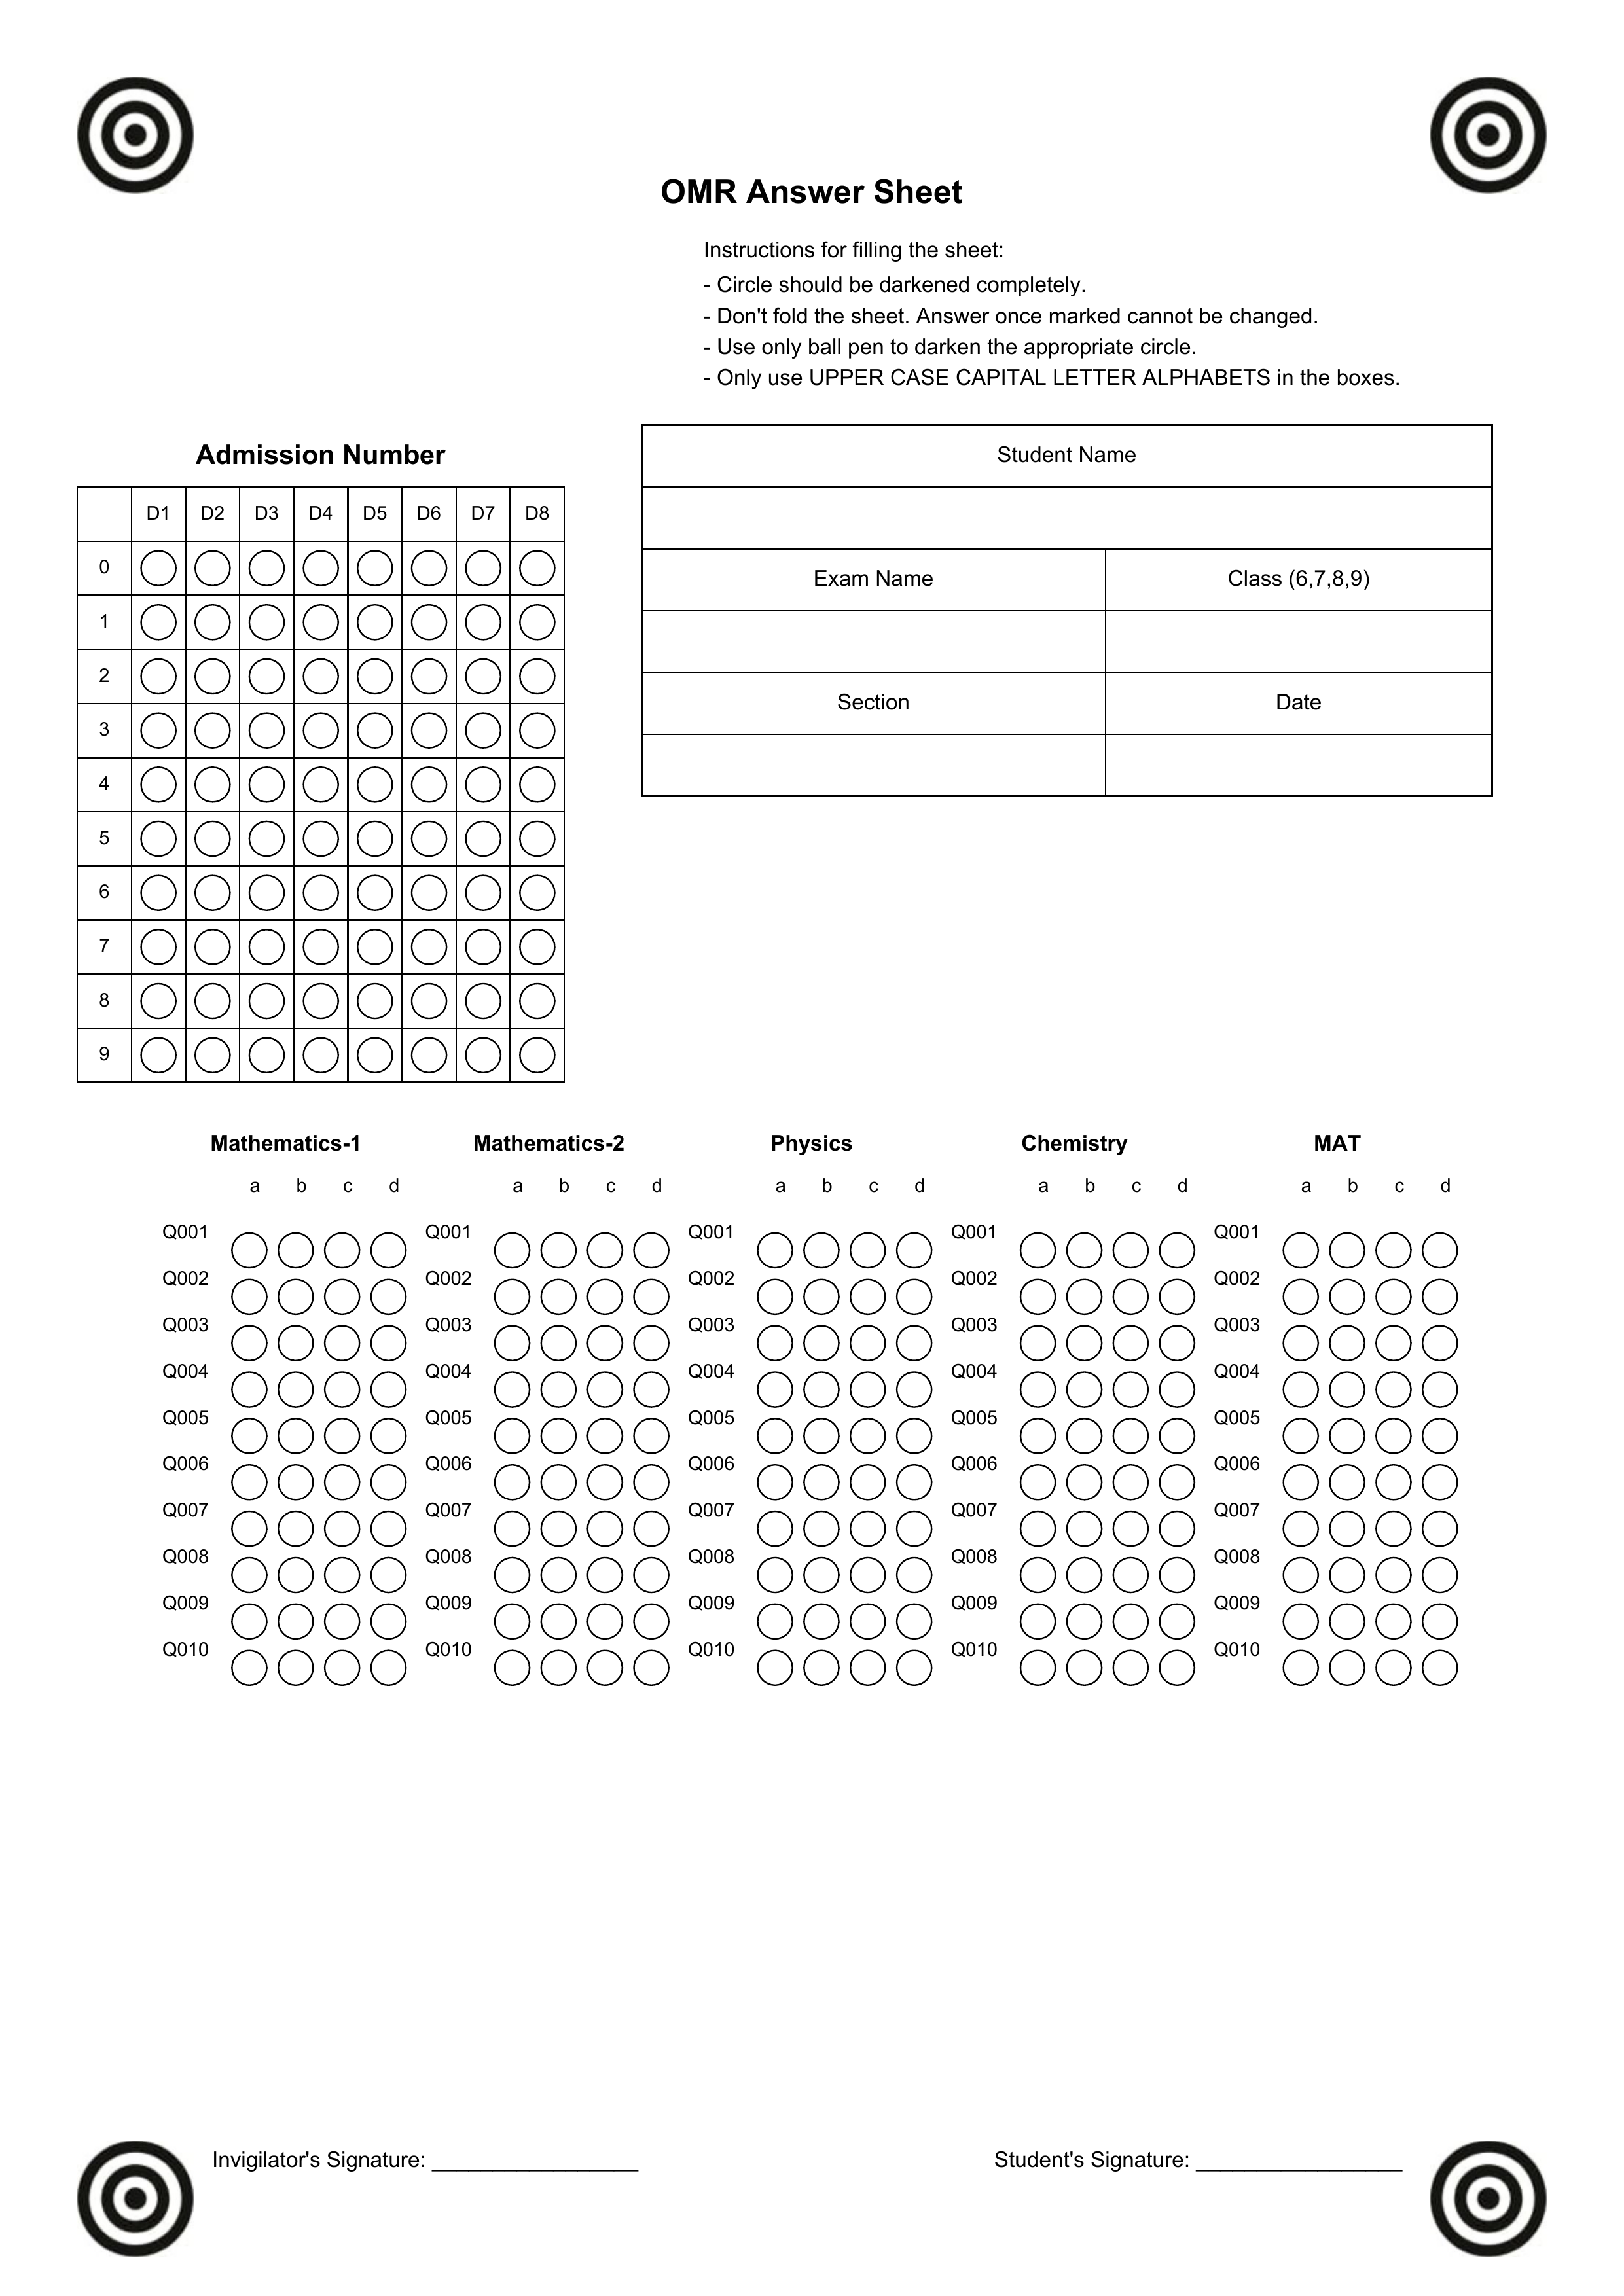 OMR Answer Sheet
Instructions for filling the sheet:
- Circle should be darkened completely.
- Don't fold the sheet. Answer once marked cannot be changed.
- Use only ball pen to darken the appropriate circle.
- Only use UPPER CASE CAPITAL LETTER ALPHABETS in the boxes.
Admission Number
D1 D2 D3 D4 D5 D6 D7 D8
0
1
2
3
4
5
6
7
8
9
Student Name
Exam Name Class (6,7,8,9)
Section Date
Mathematics-1 Mathematics-2 Physics Chemistry MAT
a b c d a b c d a b c d a b c d a b c d
Q001 Q001 Q001 Q001 Q001
Q002 Q002 Q002 Q002 Q002
Q003 Q003 Q003 Q003 Q003
Q004 Q004 Q004 Q004 Q004
Q005 Q005 Q005 Q005 Q005
Q006 Q006 Q006 Q006 Q006
Q007 Q007 Q007 Q007 Q007
Q008 Q008 Q008 Q008 Q008
Q009 Q009 Q009 Q009 Q009
Q010 Q010 Q010 Q010 Q010
Invigilator's Signature: _________________ Student's Signature: _________________